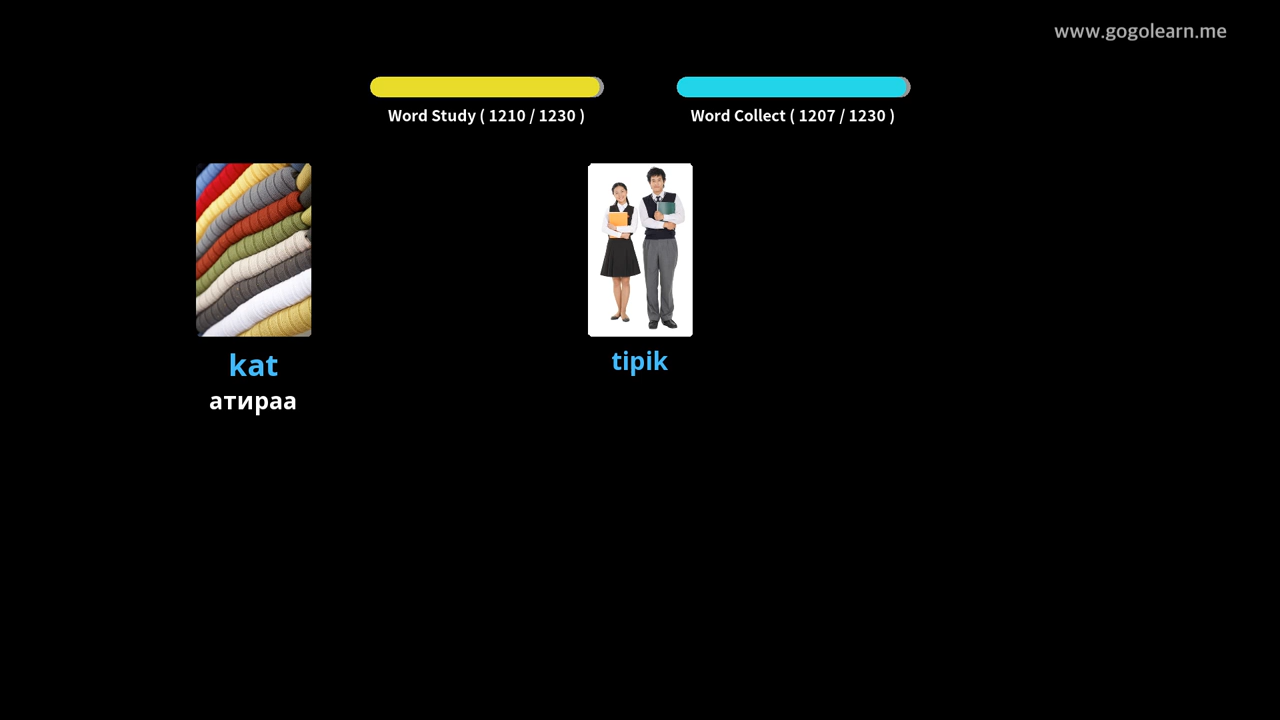 www.gogolearn.me
Word Study ( 1210 / 1230 )
Word Collect ( 1207 / 1230 )
kat
атираа
tipik